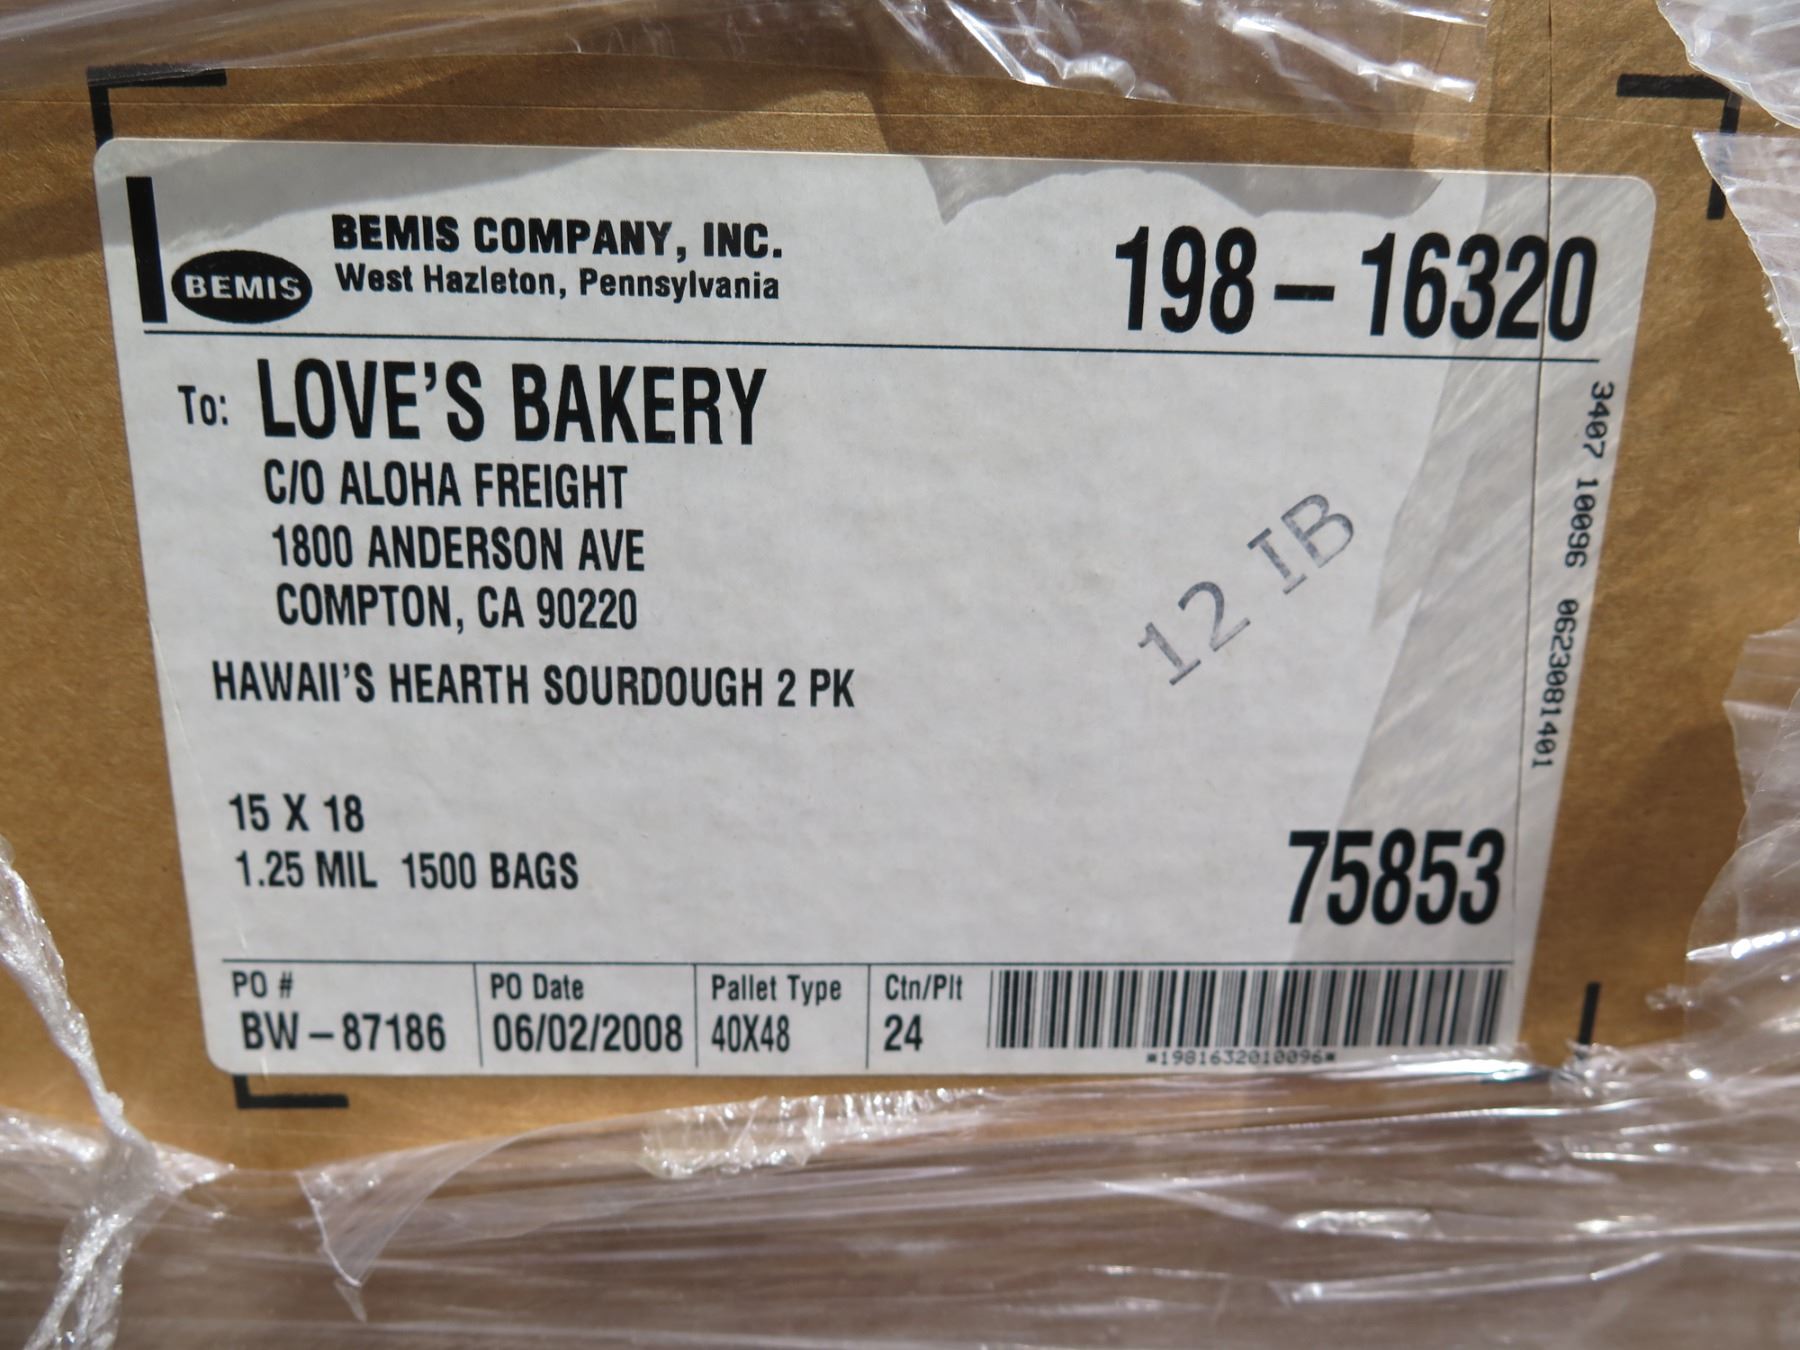 BEMIS
BEMIS COMPANY, INC.
West Hazleton, Pennsylvania
198-16320
To: LOVE'S BAKERY
C/O ALOHA FREIGHT
1800 ANDERSON AVE
COMPTON, CA 90220
HAWAII'S HEARTH SOURDOUGH 2 PK
12 IB
3407 10096 0623081401
15 X 18
1.25 MIL 1500 BAGS
75853
PO # PO Date Pallet Type Ctn/Plt
BW-87186 06/02/2008 40X48 24
*1981632010096*